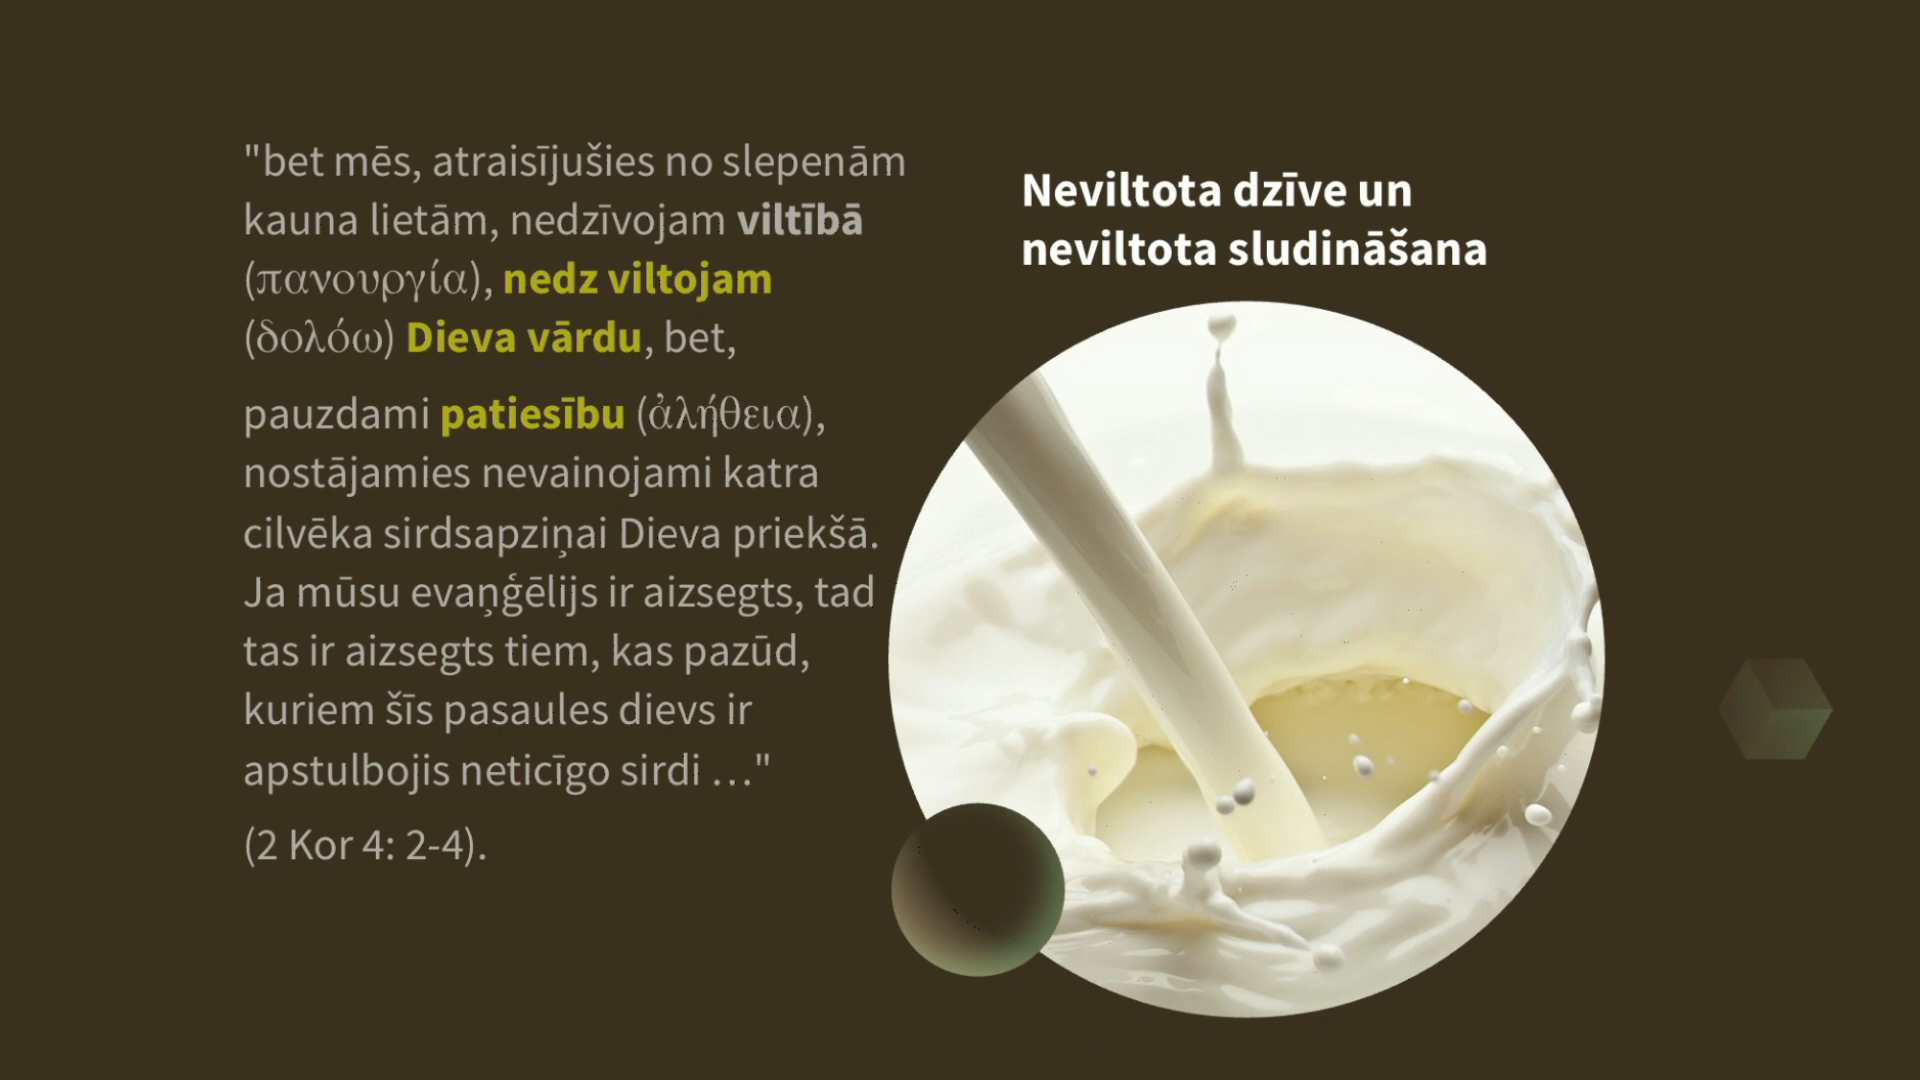 "bet mēs, atraisījušies no slepenām
kauna lietām, nedzīvojam viltībā
(πανουργία), nedz viltojam
(δολόω) Dieva vārdu, bet,
pauzdami patiesību (ἀλήθεια),
nostājamies nevainojami katra
cilvēka sirdsapziņai Dieva priekšā.
Ja mūsu evaņģēlijs ir aizsegts, tad
tas ir aizsegts tiem, kas pazūd,
kuriem šīs pasaules dievs ir
apstulbojis neticīgo sirdi …"
(2 Kor 4: 2-4).
Neviltota dzīve un
neviltota sludināšana